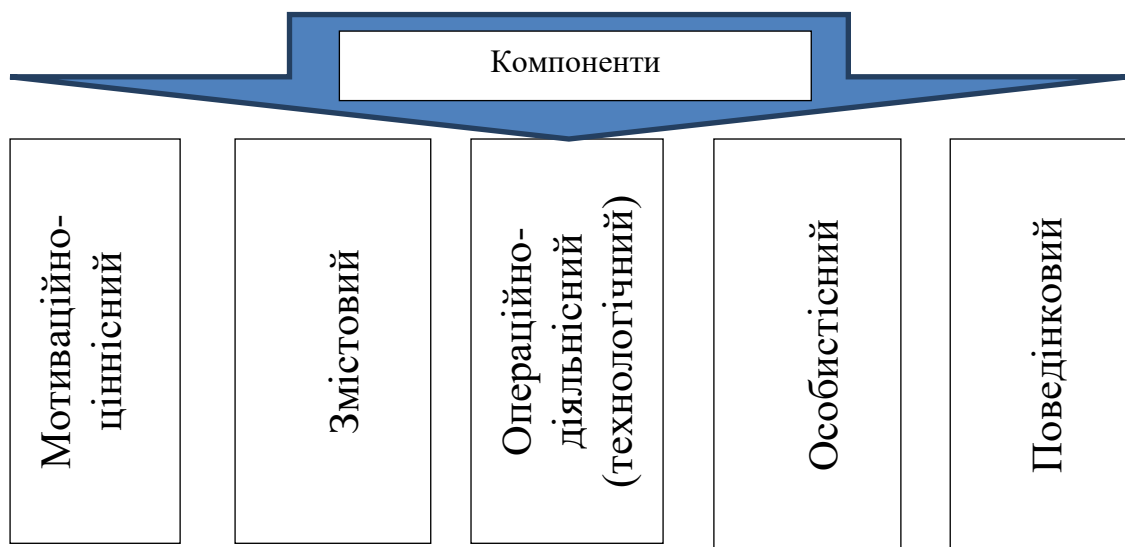 Компоненти
Мотиваційно-
ціннісний
Змістовий
Операційно-
діяльнісний
(технологічний)
Особистісний
Поведінковий